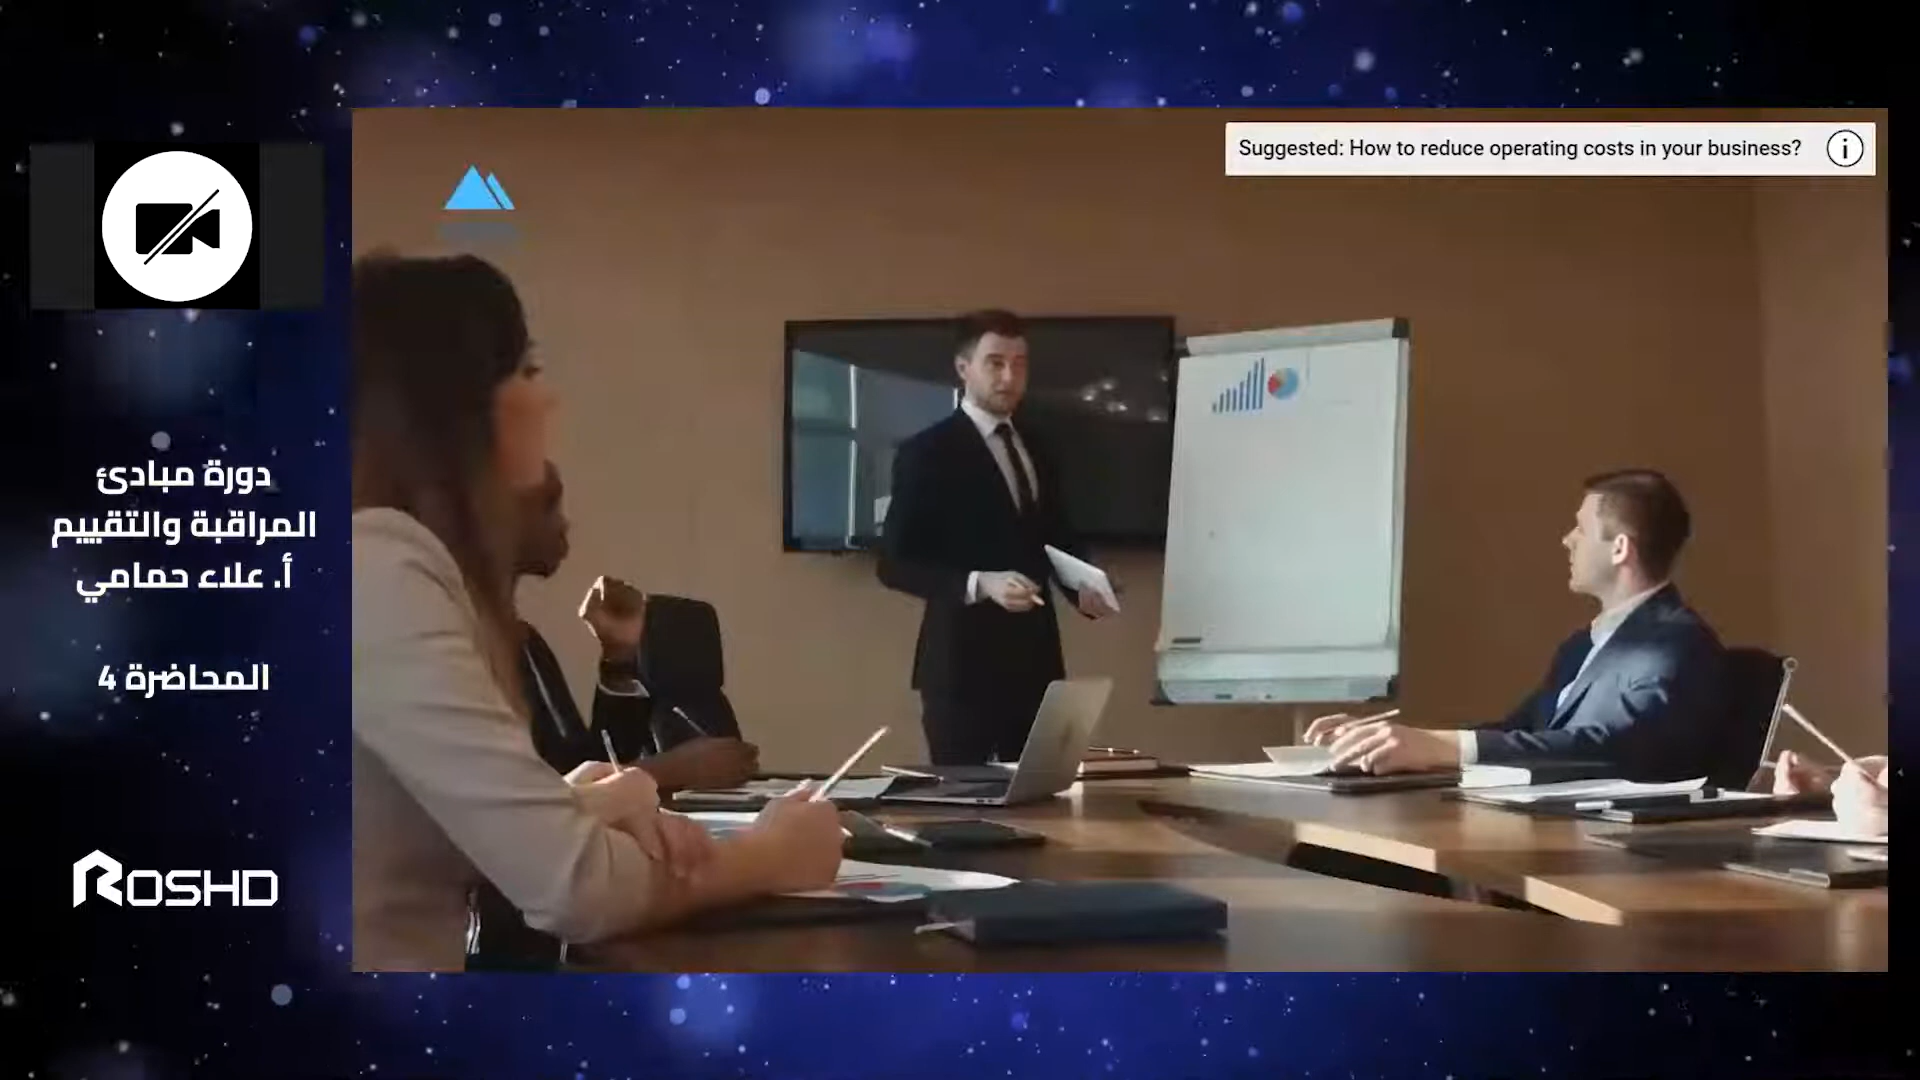 Suggested: How to reduce operating costs in your business?
دورة مبادئ
المراقبة والتقييم
أ. علاء حمامي
المحاضرة 4
ROSHD